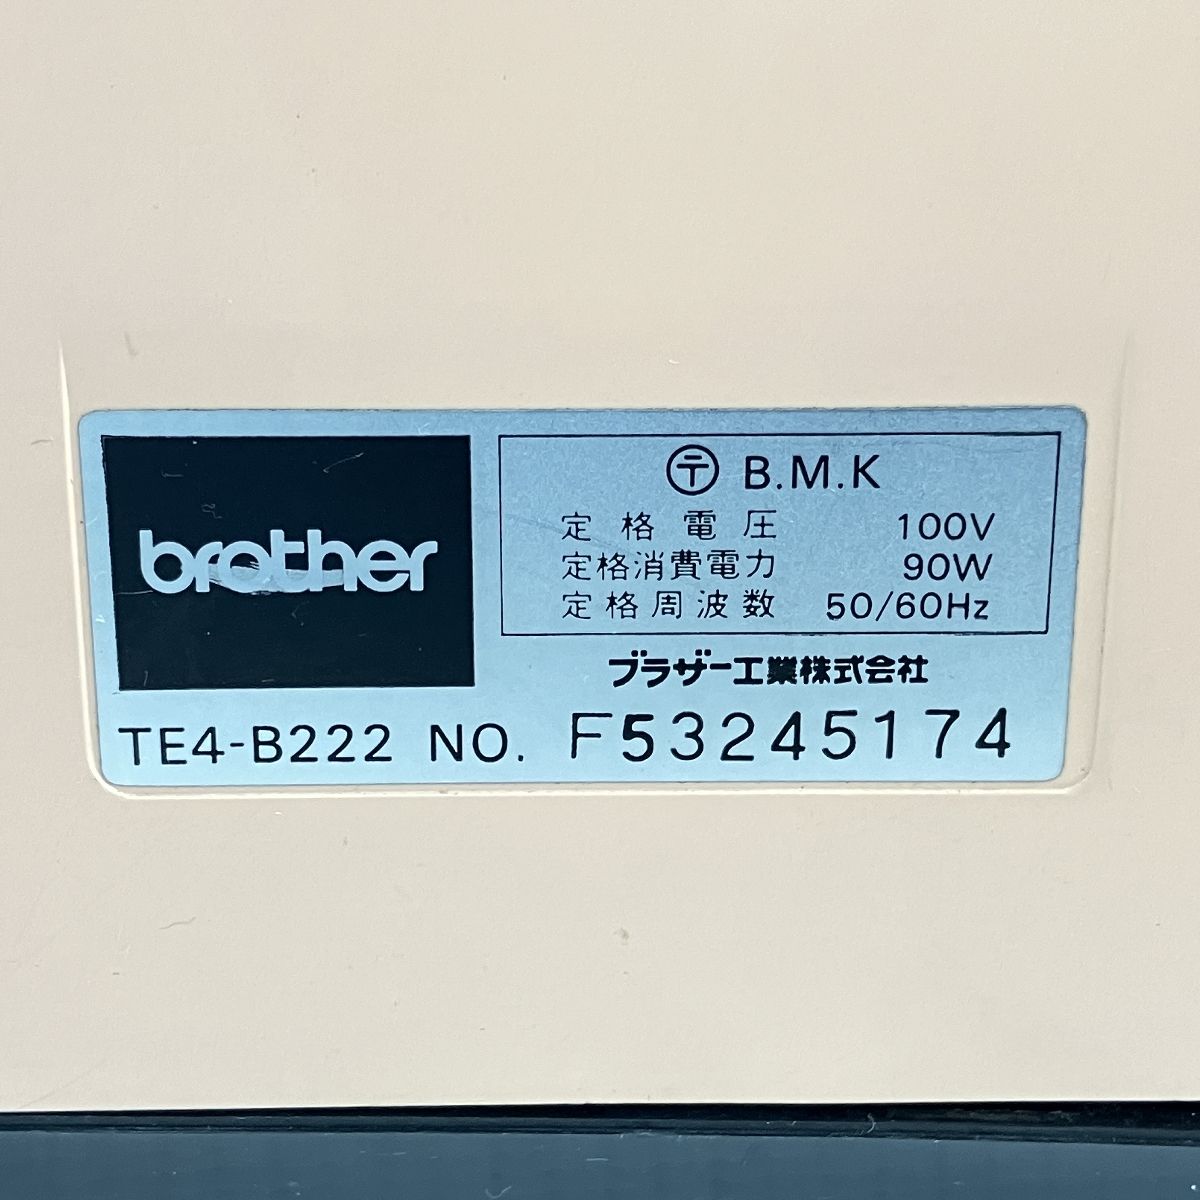 brother
〒 B.M.K
定格電圧 100V
定格消費電力 90W
定格周波数 50/60Hz
ブラザー工業株式会社
TE4-B222 NO. F53245174